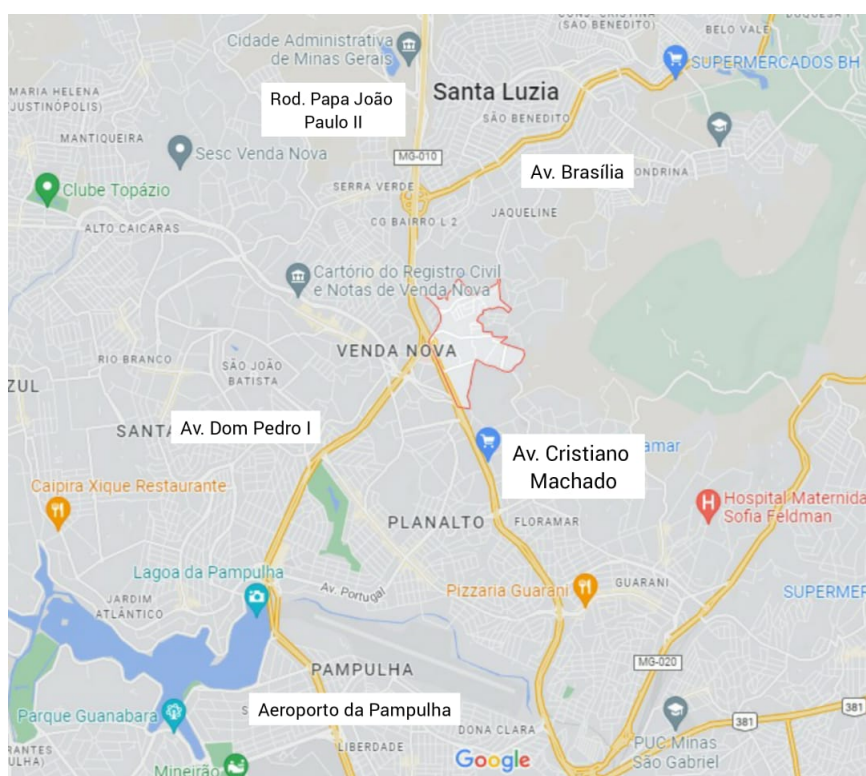 BELO VALE
(SAO BENEDITO)
Cidade Administrativa
de Minas Gerais
SUPERMERCADOS BH
MARIA HELENA
JUSTINÓPOLIS)
Rod. Papa João
Paulo II
Santa Luzia
SÃO BENEDITO
MANTIQUEIRA
Sesc Venda Nova
MG-010
Av. Brasília
ONDRINA
Clube Topázio
SERRA VERDE
JAQUELINE
CG BAIRRO L 2
ALTO CAICARAS
Cartório do Registro Civil
e Notas de Venda Nova
VENDA NOVA
RIO BRANCO
SÃO JOÃO
BATISTA
ZUL
SANTA
Av. Dom Pedro I
Av. Cristiano
Machado
amar
Caipira Xique Restaurante
Hospital Maternida
Sofia Feldman
PLANALTO
FLORAMAR
Lagoa da Pampulha
Av. Portugal
Pizzaria Guarani
GUARANI
SUPERMER
JARDIM
ATLÂNTICO
PAMPULHA
MG-020
Parque Guanabara
Aeroporto da Pampulha
381
381
DONA CLARA
PUC Minas
São Gabriel
LIBERDADE
Google
RANTES
ULHA)
Mineirão